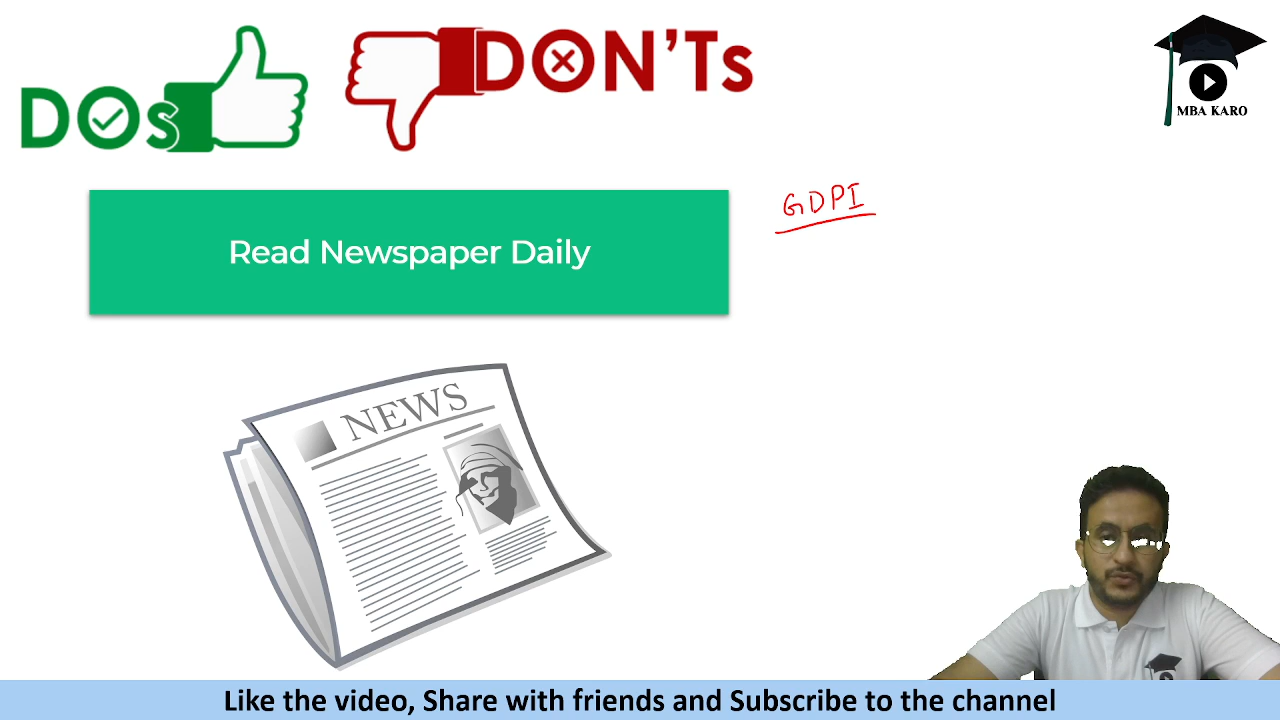 DOs
DON'Ts
MBA KARO
Read Newspaper Daily
GDPI
NEWS
Like the video, Share with friends and Subscribe to the channel